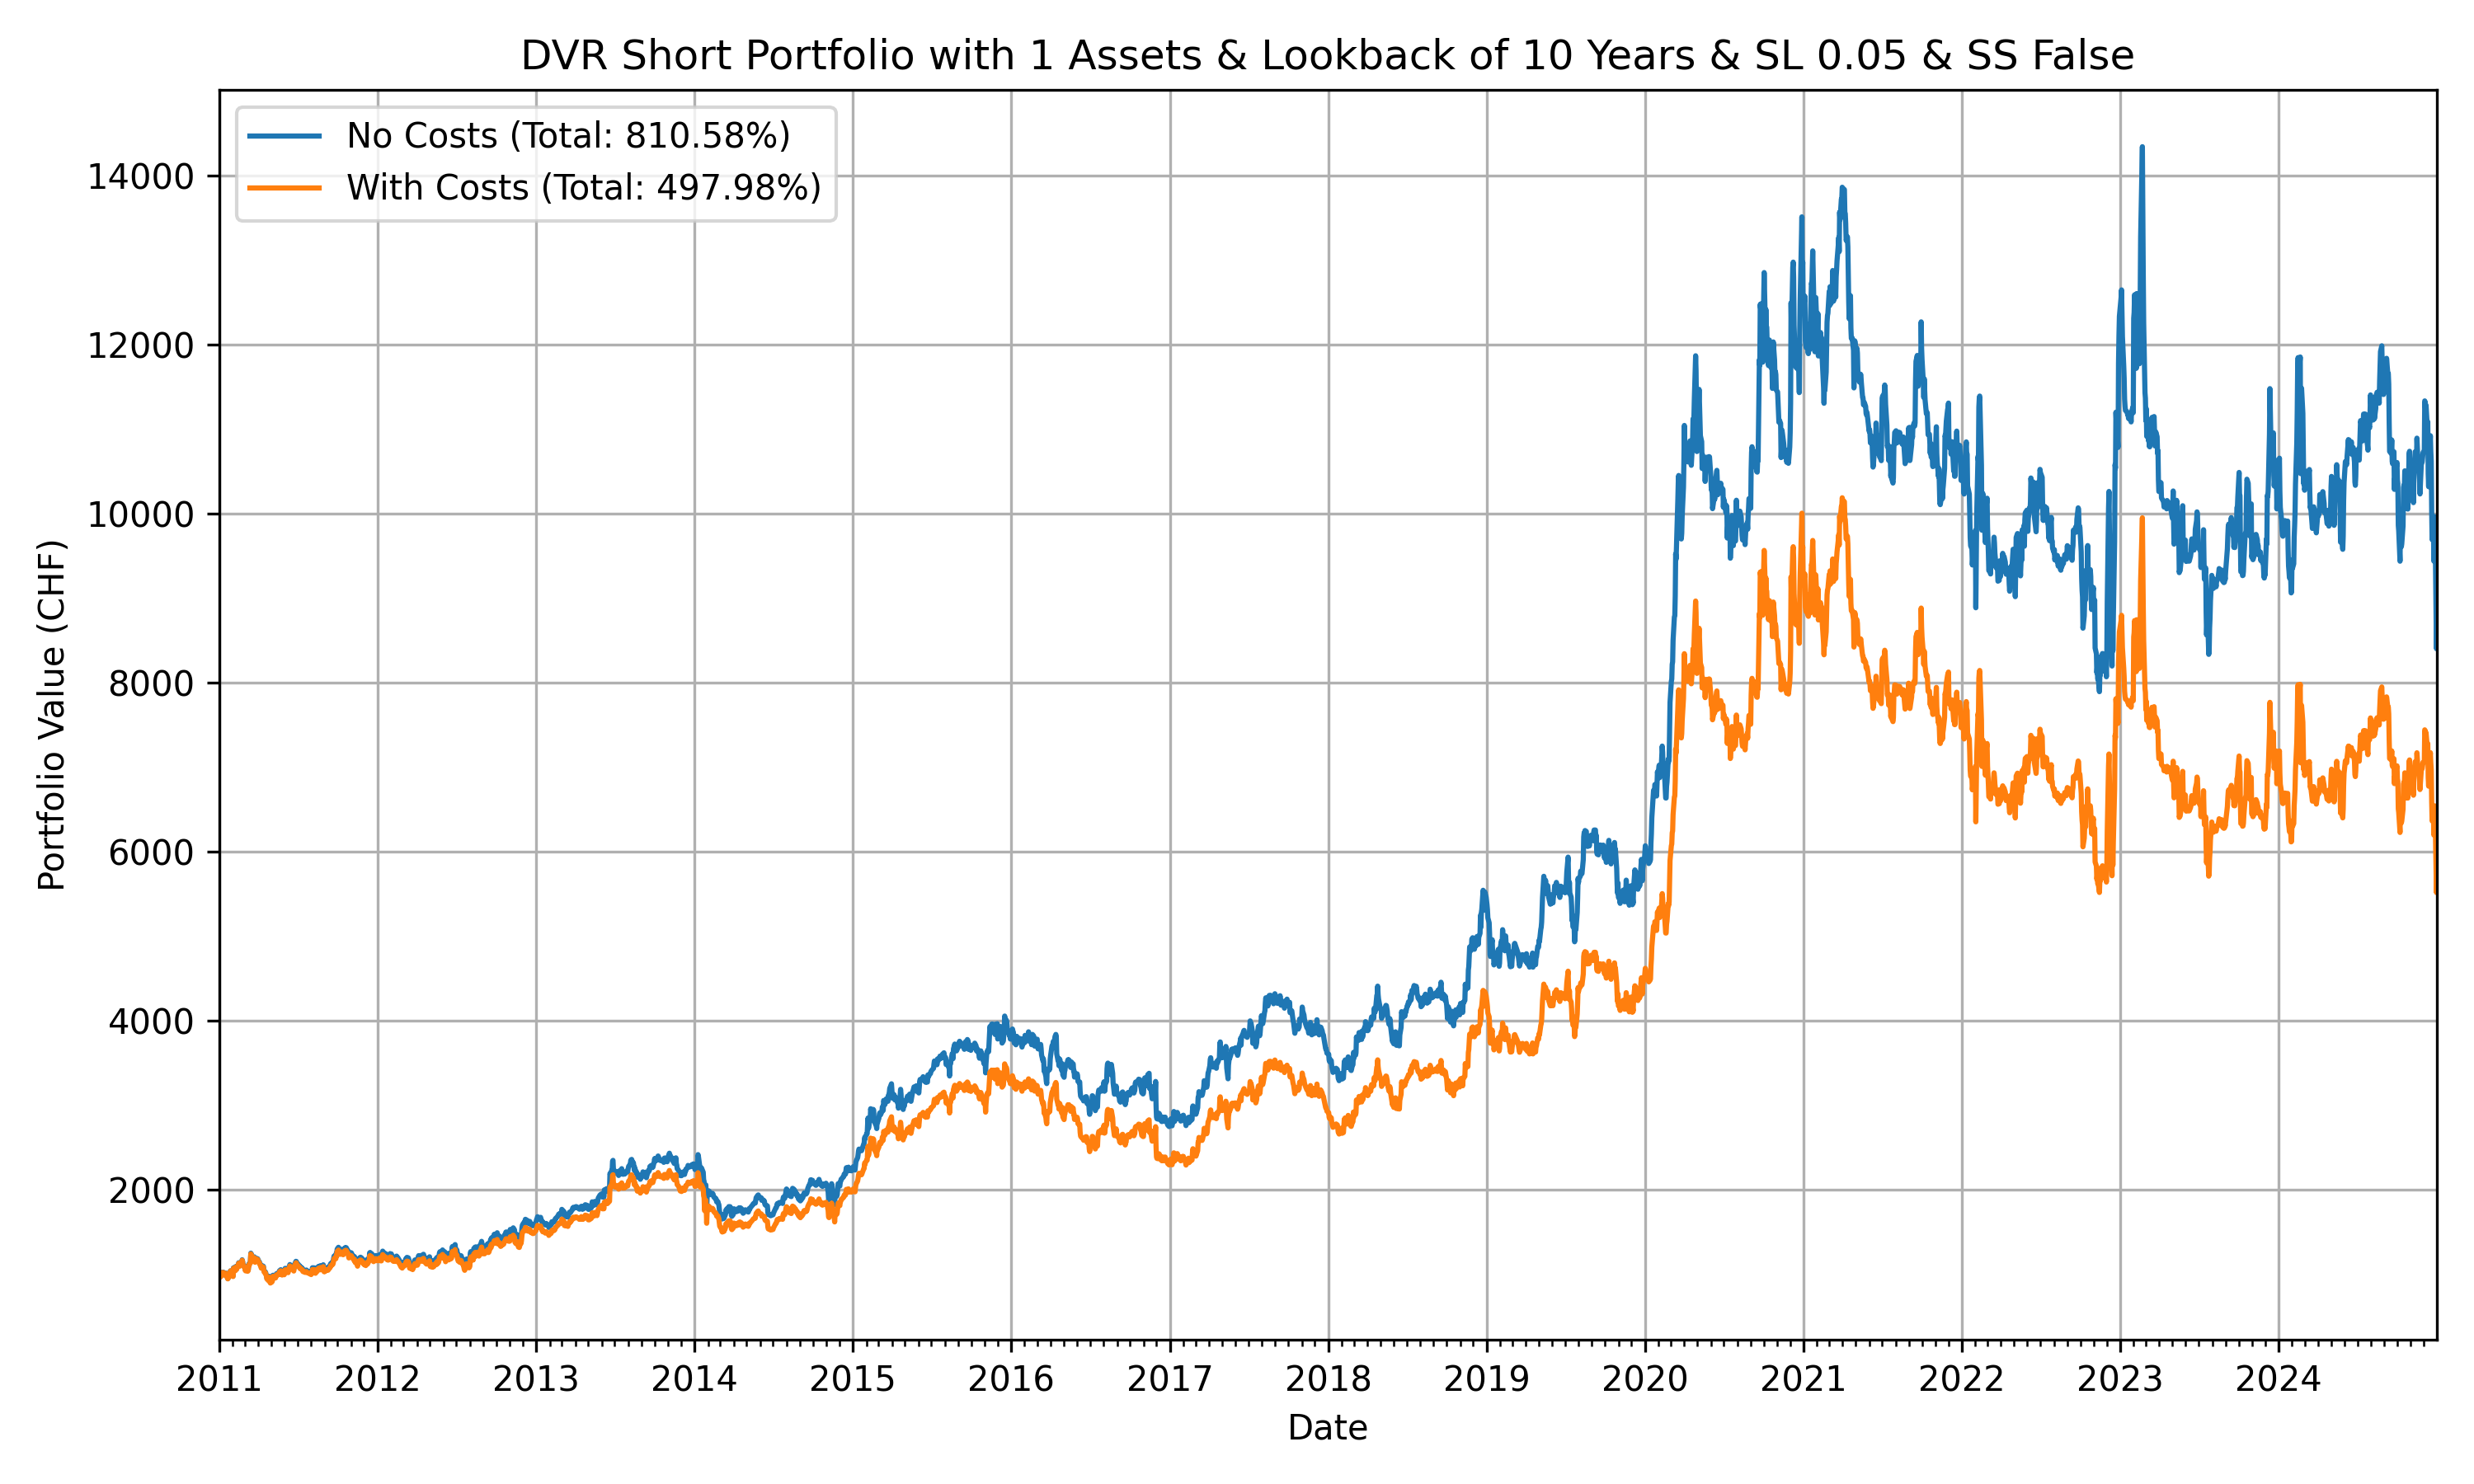 DVR Short Portfolio with 1 Assets & Lookback of 10 Years & SL 0.05 & SS False
No Costs (Total: 810.58%)
With Costs (Total: 497.98%)
14000
12000
10000
8000
6000
4000
2000
Portfolio Value (CHF)
2011 2012 2013 2014 2015 2016 2017 2018 2019 2020 2021 2022 2023 2024
Date